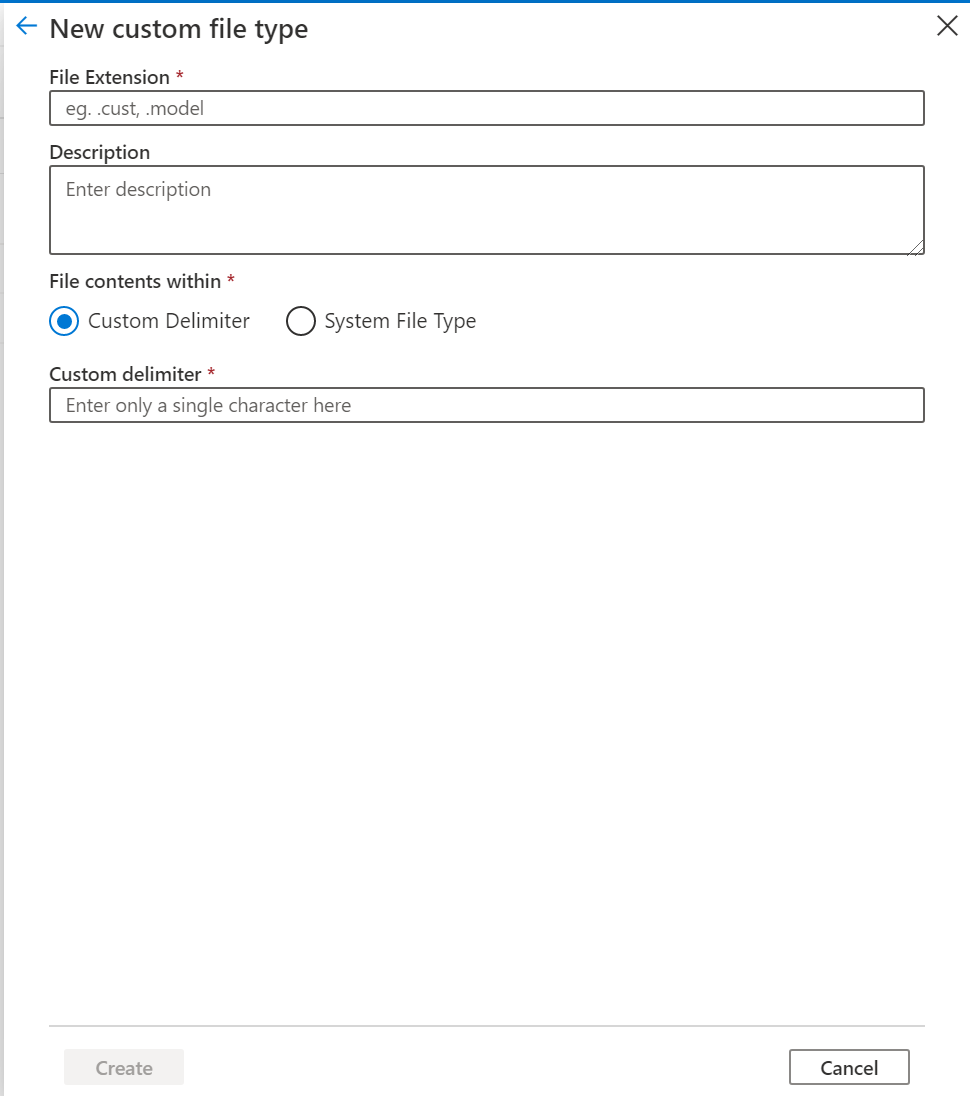 New custom file type
File Extension *
eg. .cust, .model
Description
Enter description
File contents within *
Custom Delimiter System File Type
Custom delimiter *
Enter only a single character here
Create Cancel